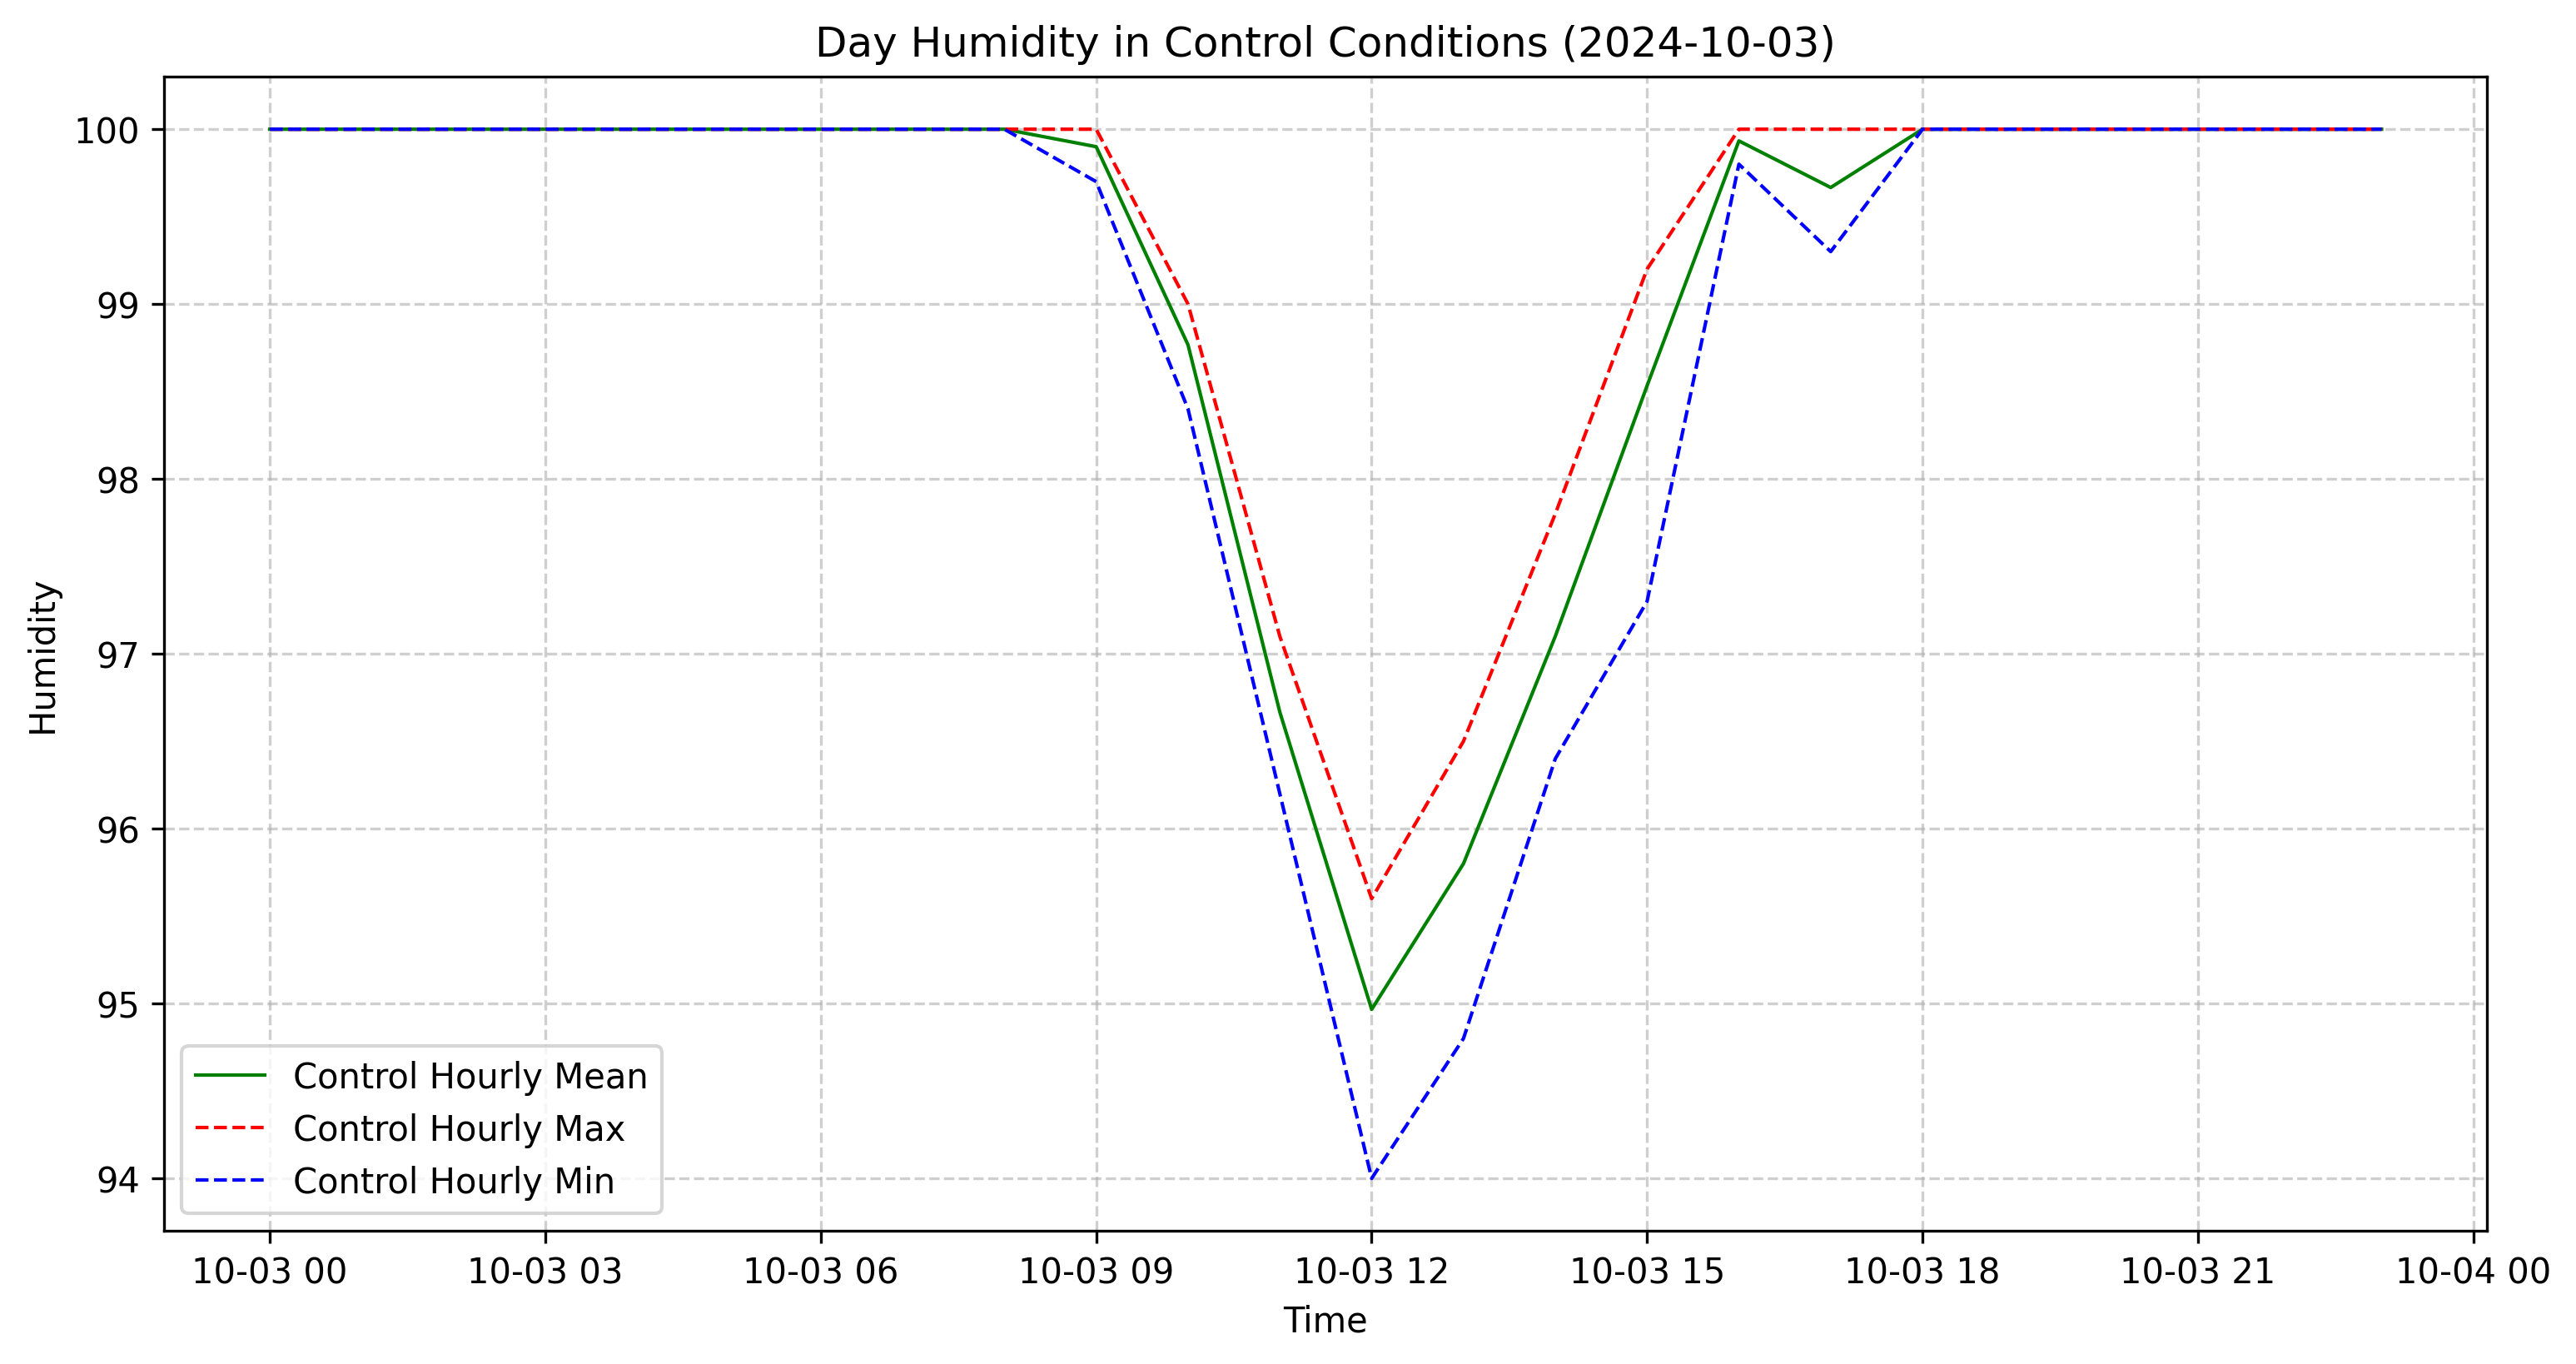 Day Humidity in Control Conditions (2024-10-03)
Humidity
100
99
98
97
96
95
94
Control Hourly Mean
Control Hourly Max
Control Hourly Min
10-03 00 10-03 03 10-03 06 10-03 09 10-03 12 10-03 15 10-03 18 10-03 21 10-04 00
Time